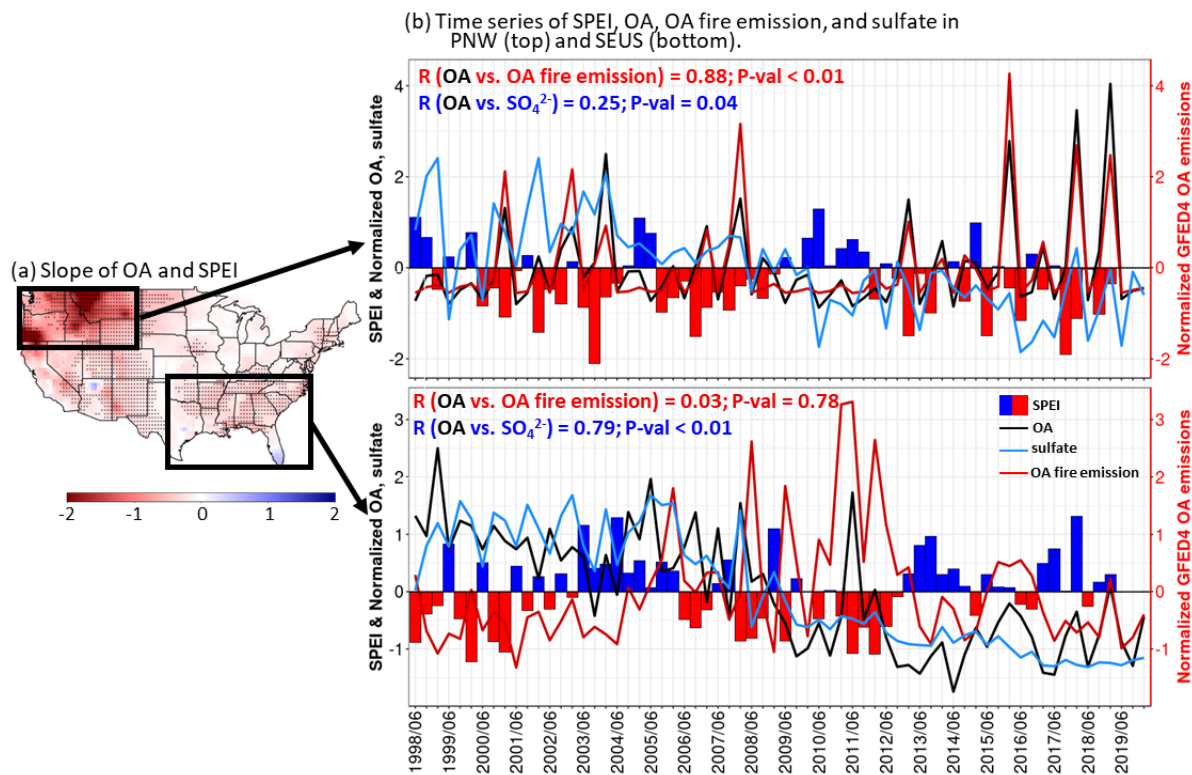 (b) Time series of SPEI, OA, OA fire emission, and sulfate in
PNW (top) and SEUS (bottom).
R (OA vs. OA fire emission) = 0.88; P-val < 0.01
R (OA vs. SO₄²⁻) = 0.25; P-val = 0.04
SPEI & Normalized OA, sulfate
4
2
0
-2
Normalized GFED4 OA emissions
4
2
0
-2
(a) Slope of OA and SPEI
-2 -1 0 1 2
R (OA vs. OA fire emission) = 0.03; P-val = 0.78
R (OA vs. SO₄²⁻) = 0.79; P-val < 0.01
SPEI
OA
sulfate
OA fire emission
SPEI & Normalized OA, sulfate
3
2
1
0
-1
Normalized GFED4 OA emissions
3
2
1
0
-1
1998/06
1999/06
2000/06
2001/06
2002/06
2003/06
2004/06
2005/06
2006/06
2007/06
2008/06
2009/06
2010/06
2011/06
2012/06
2013/06
2014/06
2015/06
2016/06
2017/06
2018/06
2019/06